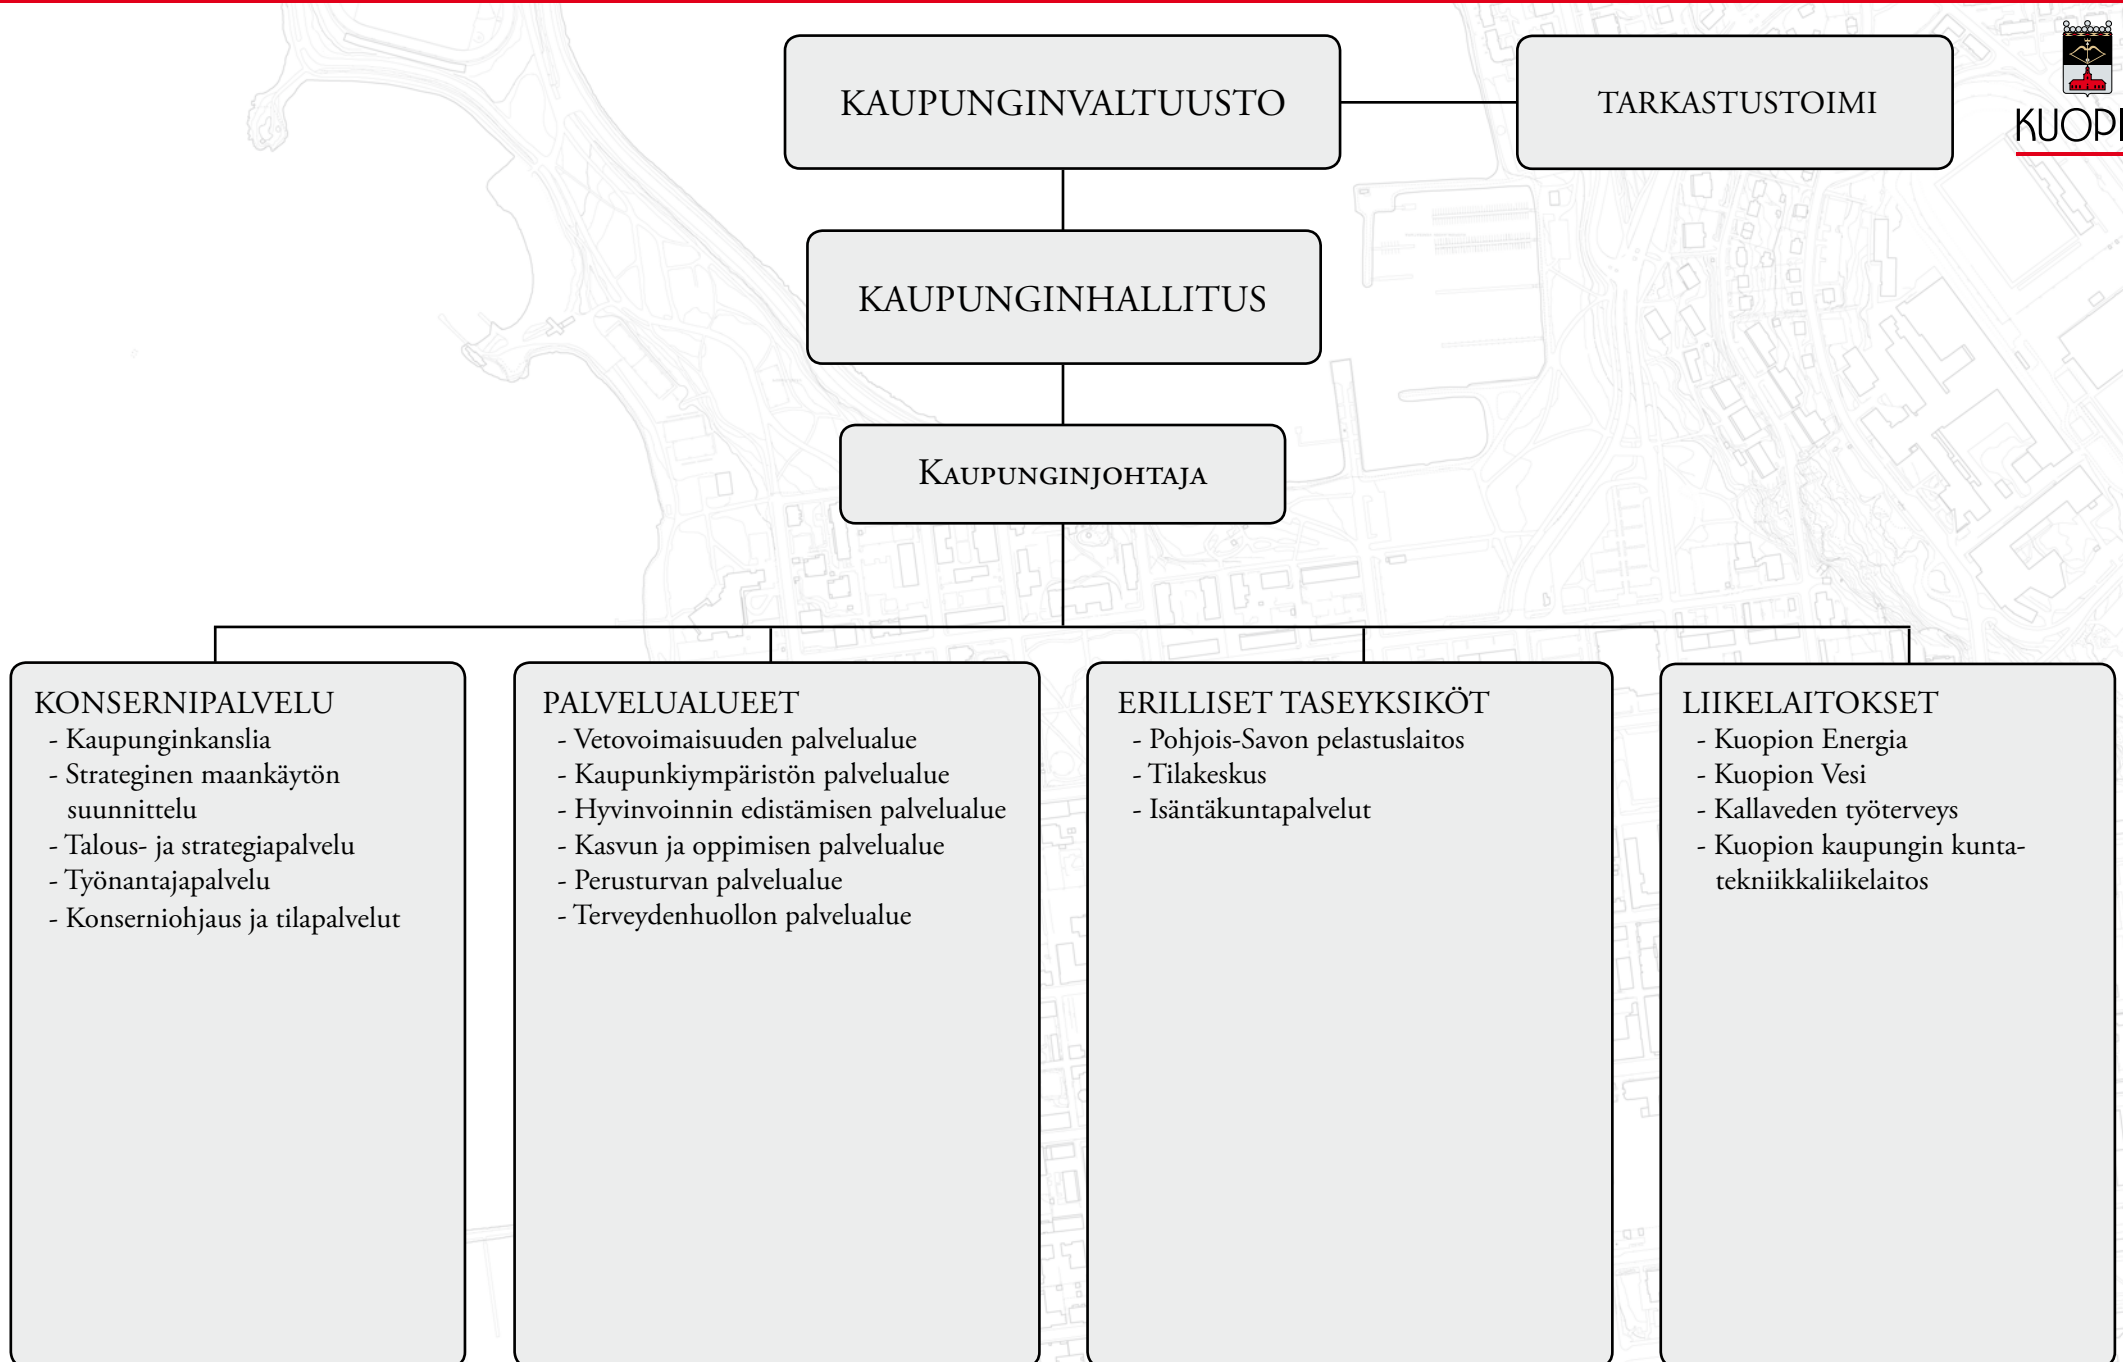 KAUPUNGINVALTUUSTO
TARKASTUSTOIMI
KUOPI
KAUPUNGINHALLITUS
Kaupunginjohtaja
KONSERNIPALVELU
- Kaupunginkanslia
- Strateginen maankäytön
suunnittelu
- Talous- ja strategiapalvelu
- Työnantajapalvelu
- Konserniohjaus ja tilapalvelut
PALVELUALUEET
- Vetovoimaisuuden palvelualue
- Kaupunkiympäristön palvelualue
- Hyvinvoinnin edistämisen palvelualue
- Kasvun ja oppimisen palvelualue
- Perusturvan palvelualue
- Terveydenhuollon palvelualue
ERILLISET TASEYKSIKÖT
- Pohjois-Savon pelastuslaitos
- Tilakeskus
- Isäntäkuntapalvelut
LIIKELAITOKSET
- Kuopion Energia
- Kuopion Vesi
- Kallaveden työterveys
- Kuopion kaupungin kunta-
tekniikkaliikelaitos